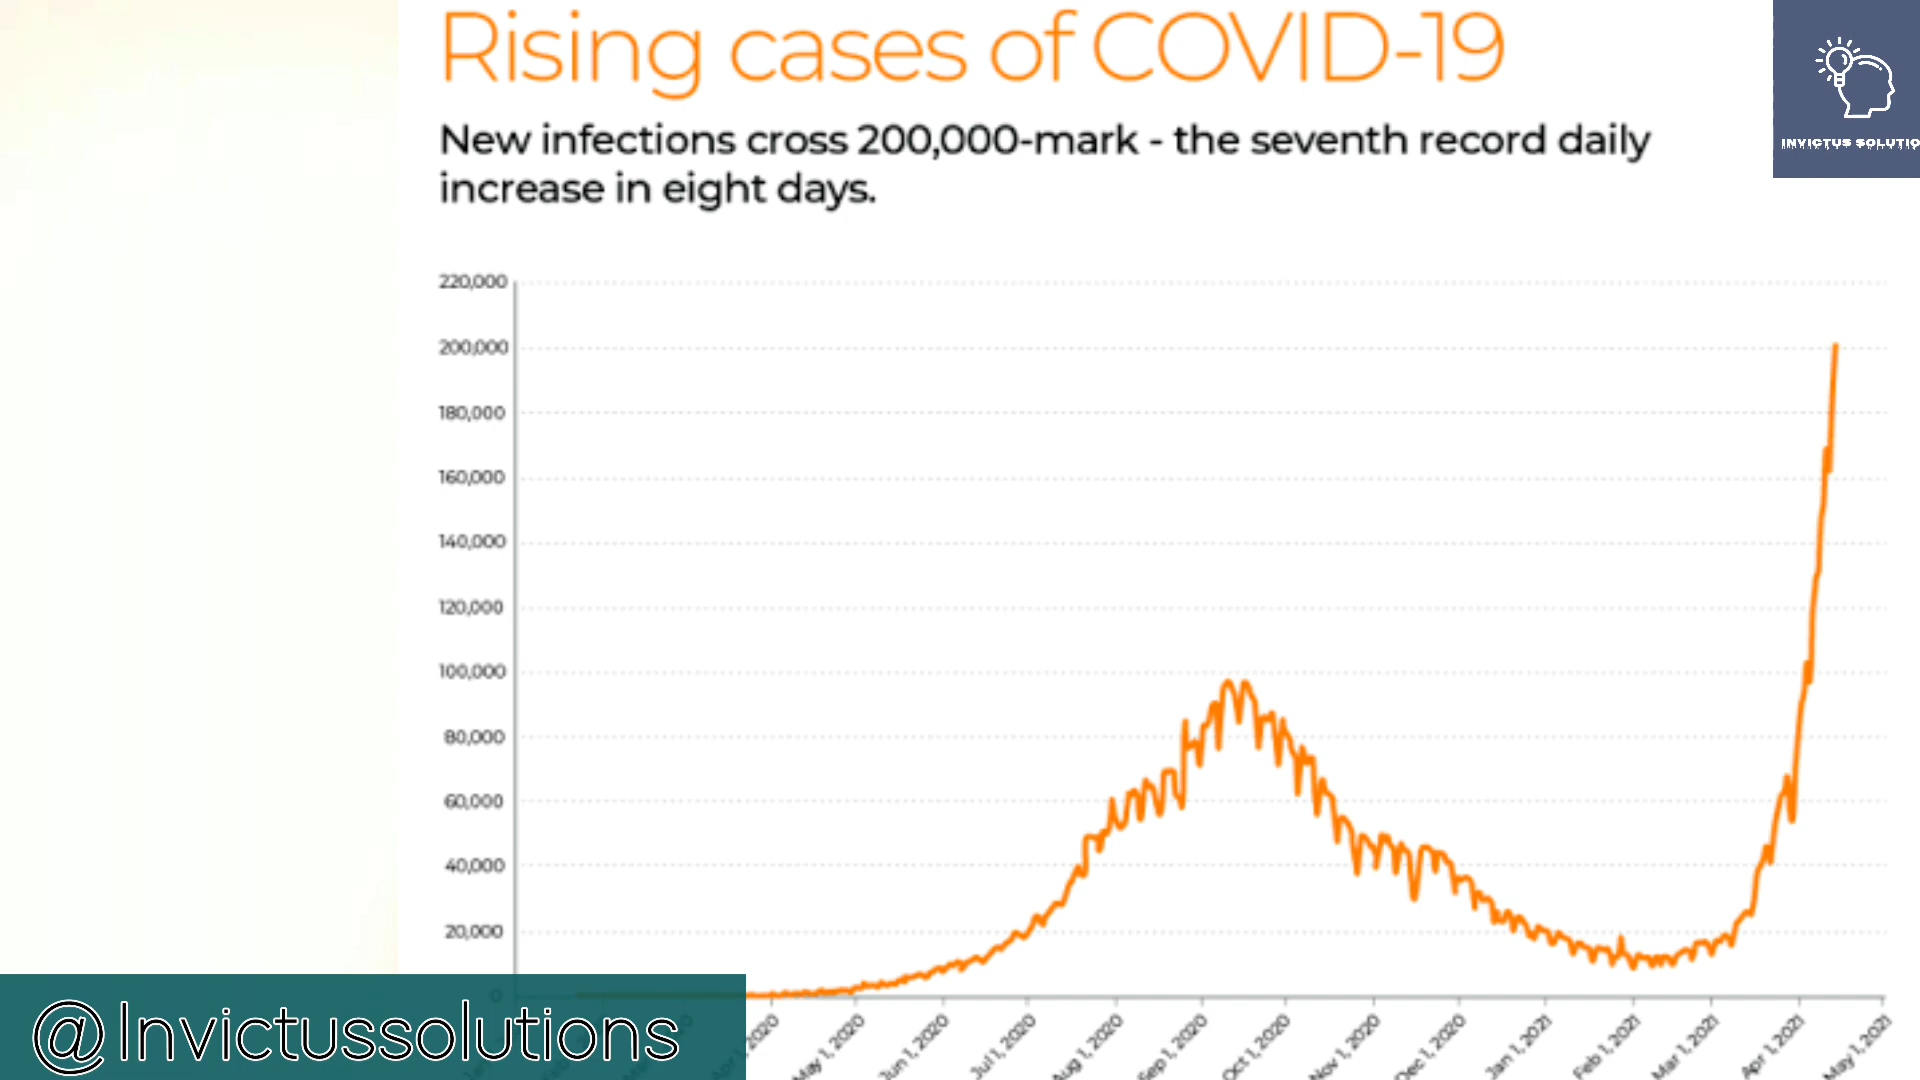 Rising cases of COVID-19
New infections cross 200,000-mark - the seventh record daily
increase in eight days.
INVICTUS SOLUTIO
220,000
200,000
180,000
160,000
140,000
120,000
100,000
80,000
60,000
40,000
20,000
0
Apr 1, 2020
May 1, 2020
Jun 1, 2020
Jul 1, 2020
Aug 1, 2020
Sep 1, 2020
Oct 1, 2020
Nov 1, 2020
Dec 1, 2020
Jan 1, 2021
Feb 1, 2021
Mar 1, 2021
Apr 1, 2021
May 1, 2021
@Invictussolutions